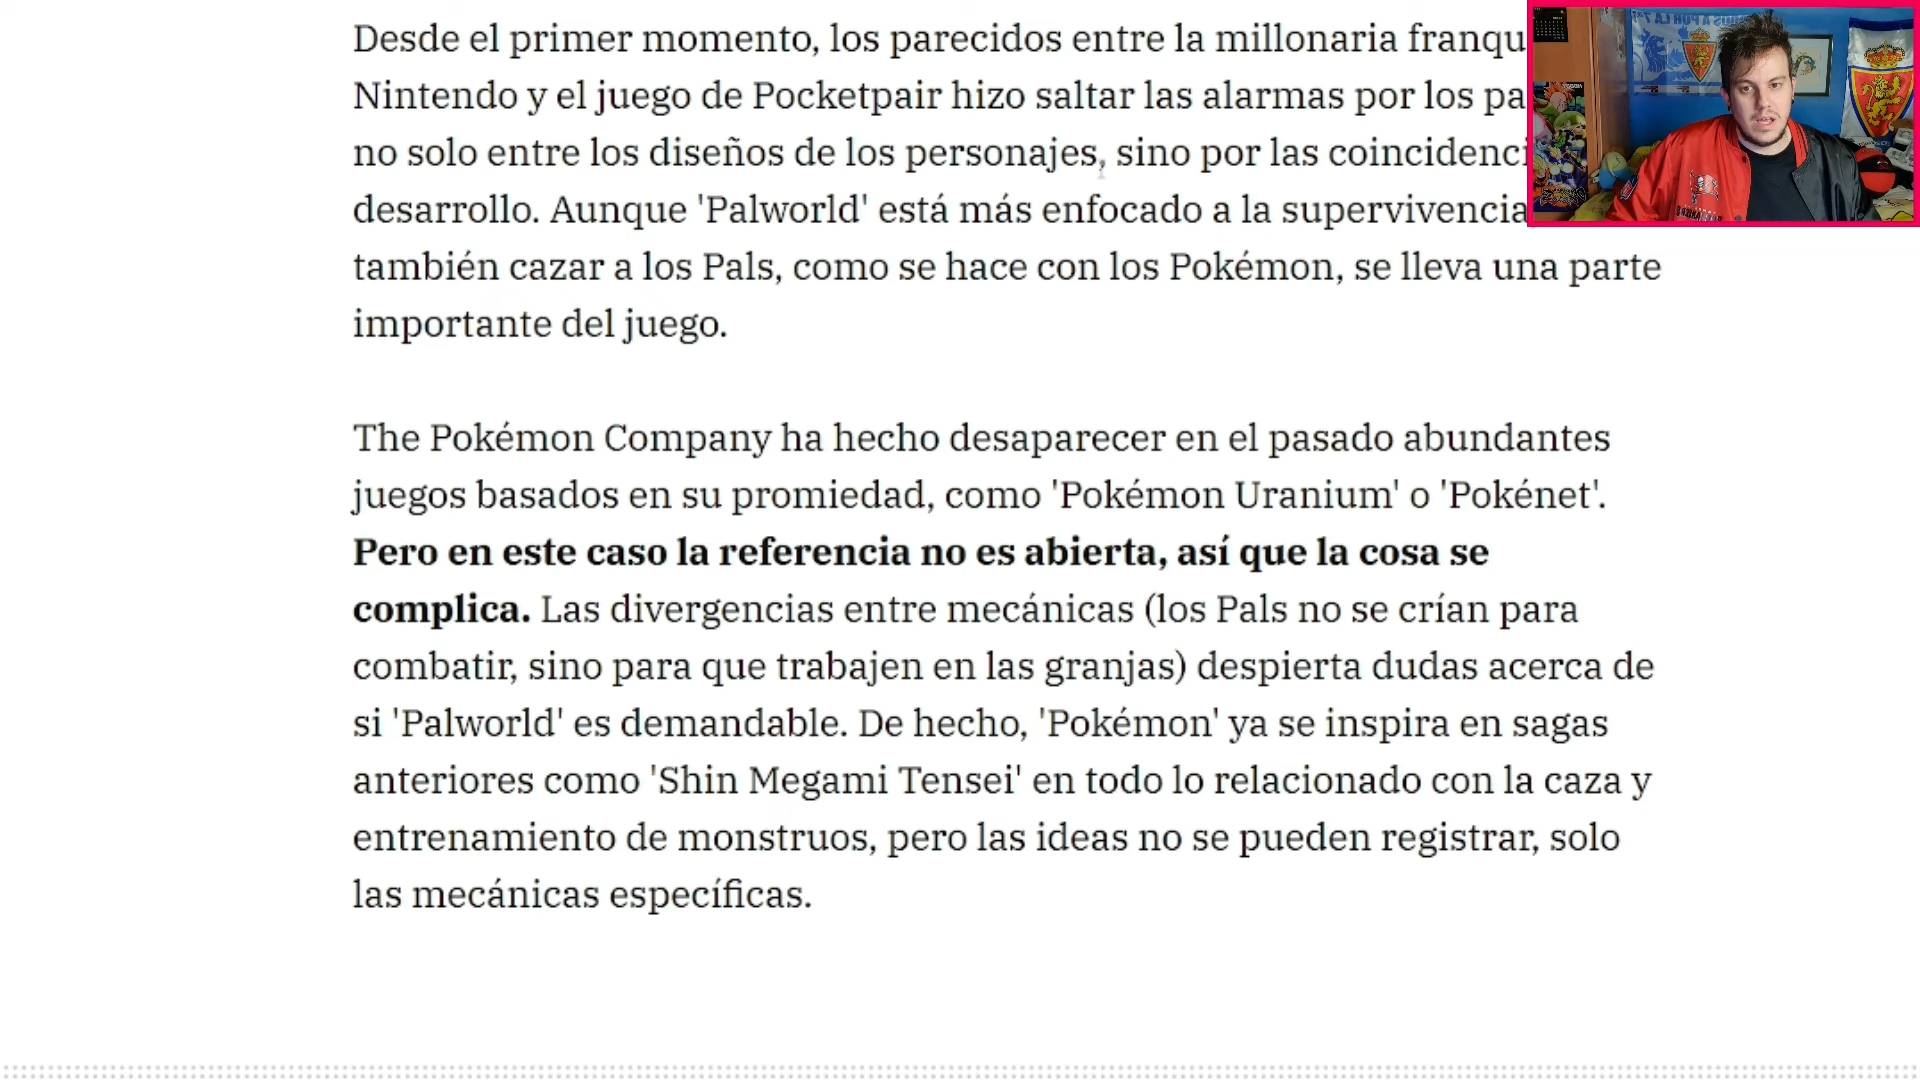 Desde el primer momento, los parecidos entre la millonaria franqu
Nintendo y el juego de Pocketpair hizo saltar las alarmas por los pa
no solo entre los diseños de los personajes, sino por las coincidenci
desarrollo. Aunque 'Palworld' está más enfocado a la supervivencia
también cazar a los Pals, como se hace con los Pokémon, se lleva una parte
importante del juego.
The Pokémon Company ha hecho desaparecer en el pasado abundantes
juegos basados en su promiedad, como 'Pokémon Uranium' o 'Pokénet'.
Pero en este caso la referencia no es abierta, así que la cosa se
complica. Las divergencias entre mecánicas (los Pals no se crían para
combatir, sino para que trabajen en las granjas) despierta dudas acerca de
si 'Palworld' es demandable. De hecho, 'Pokémon' ya se inspira en sagas
anteriores como 'Shin Megami Tensei' en todo lo relacionado con la caza y
entrenamiento de monstruos, pero las ideas no se pueden registrar, solo
las mecánicas específicas.